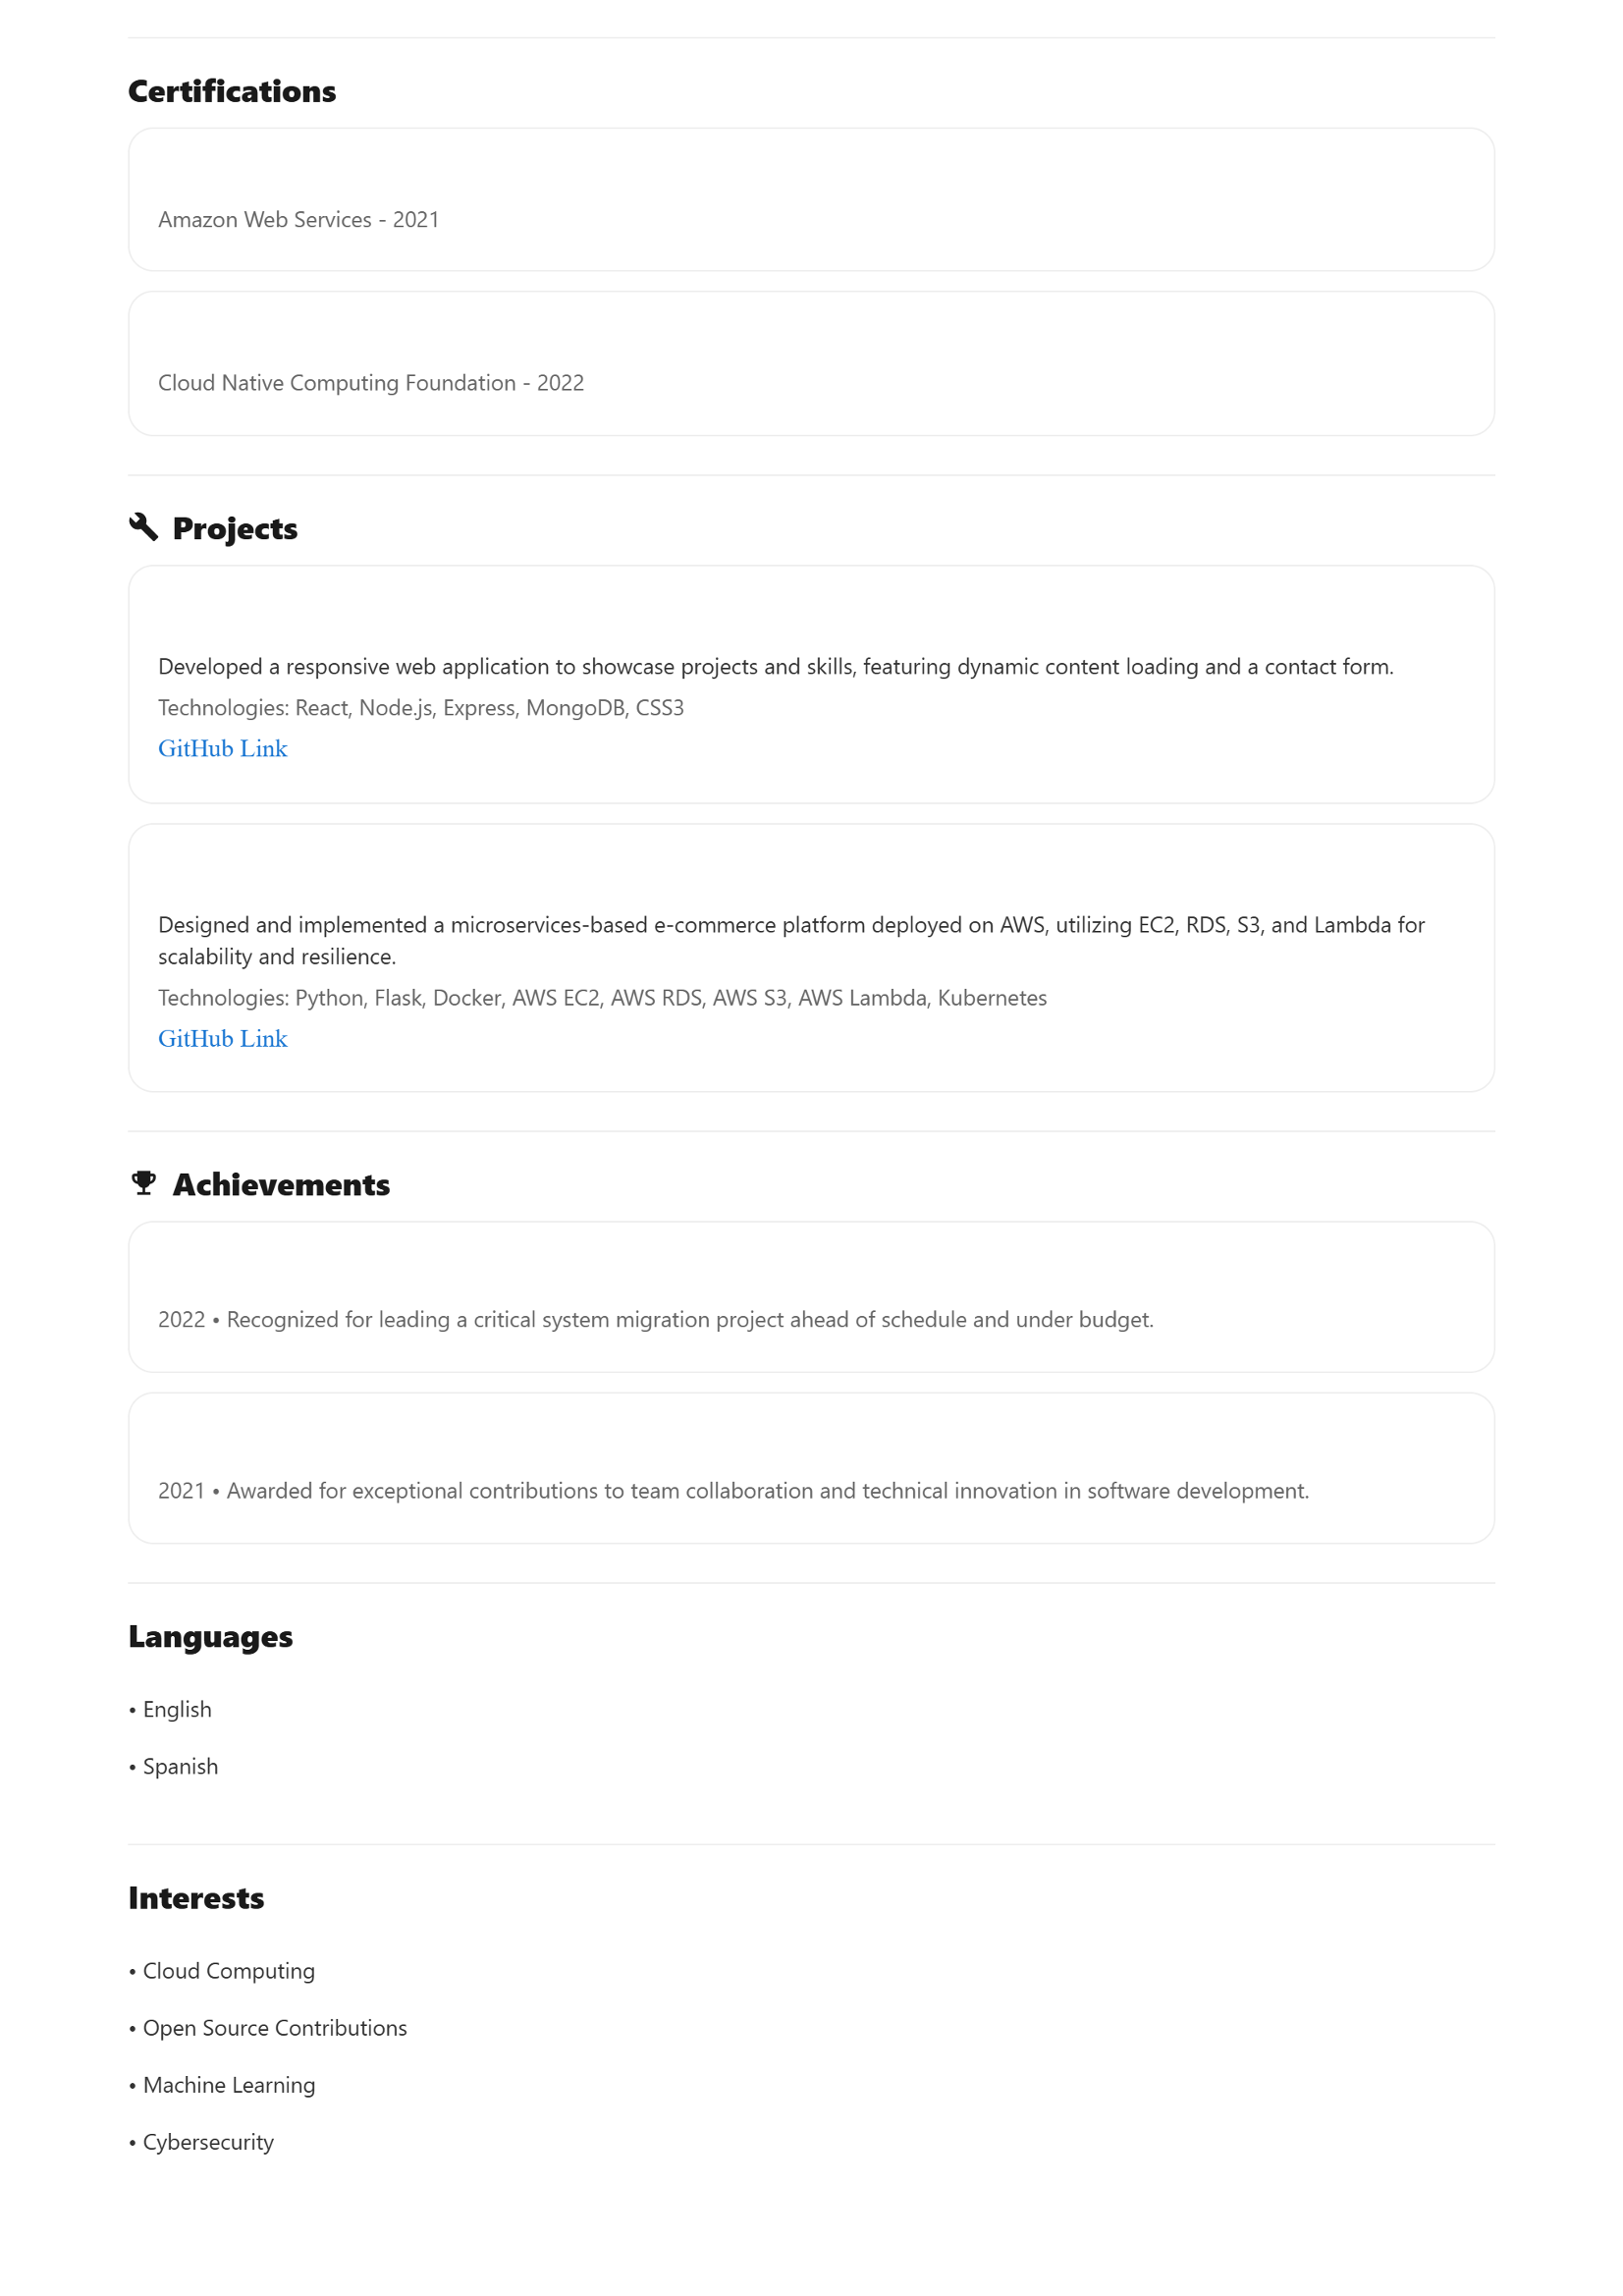 Certifications
Amazon Web Services - 2021
Cloud Native Computing Foundation - 2022
Projects
Developed a responsive web application to showcase projects and skills, featuring dynamic content loading and a contact form.
Technologies: React, Node.js, Express, MongoDB, CSS3
GitHub Link
Designed and implemented a microservices-based e-commerce platform deployed on AWS, utilizing EC2, RDS, S3, and Lambda for
scalability and resilience.
Technologies: Python, Flask, Docker, AWS EC2, AWS RDS, AWS S3, AWS Lambda, Kubernetes
GitHub Link
Achievements
2022 • Recognized for leading a critical system migration project ahead of schedule and under budget.
2021 • Awarded for exceptional contributions to team collaboration and technical innovation in software development.
Languages
• English
• Spanish
Interests
• Cloud Computing
• Open Source Contributions
• Machine Learning
• Cybersecurity